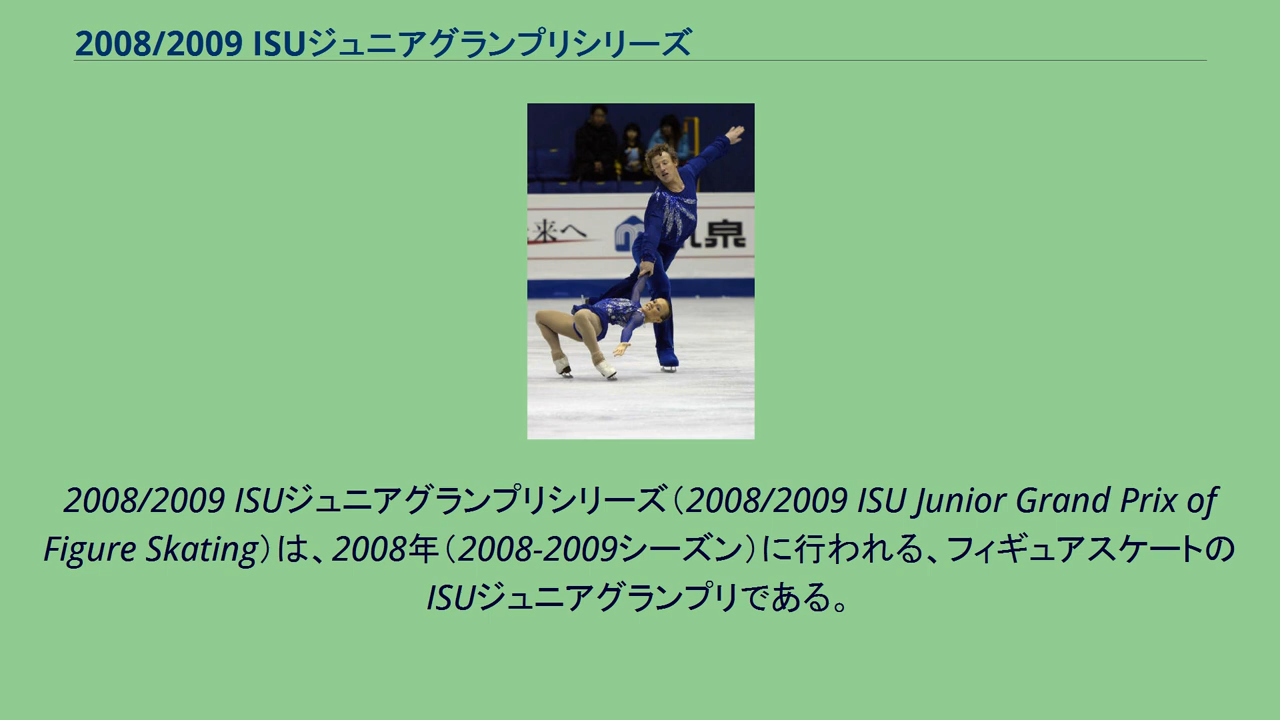 2008/2009 ISUジュニアグランプリシリーズ
来へ
泉
2008/2009 ISUジュニアグランプリシリーズ（2008/2009 ISU Junior Grand Prix of
Figure Skating）は、2008年（2008-2009シーズン）に行われる、フィギュアスケートの
ISUジュニアグランプリである。